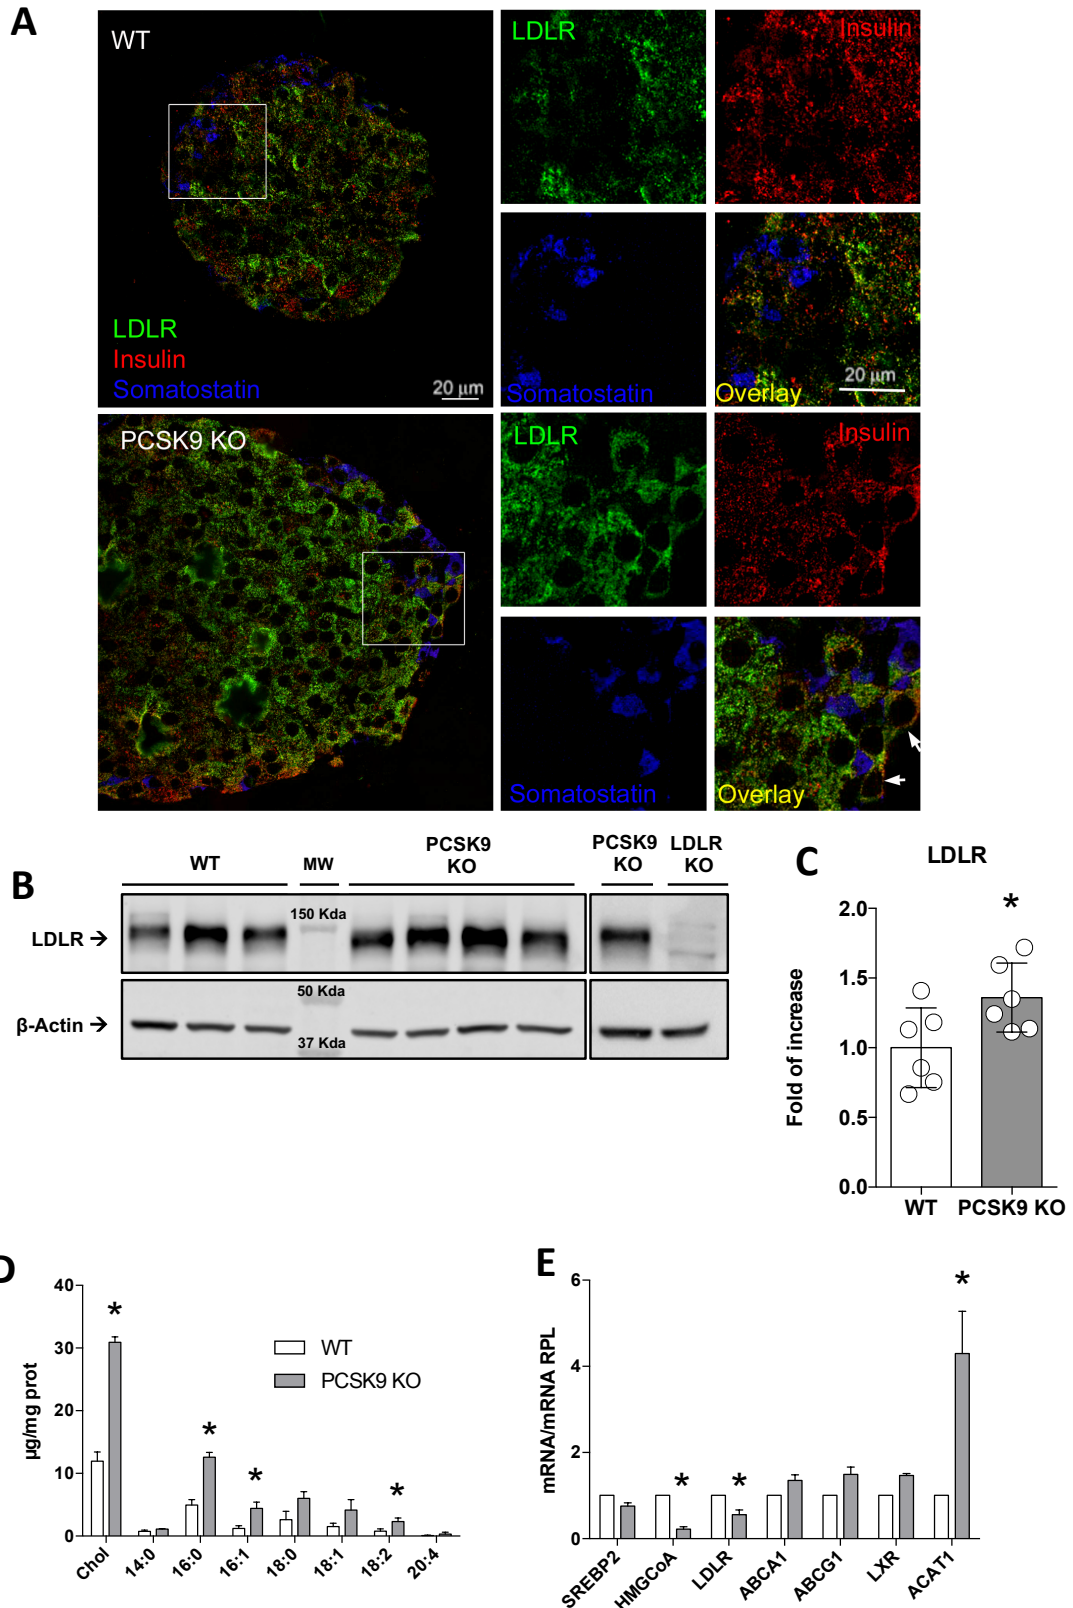 A
WT
LDLR
Insulin
Somatostatin
20 µm
LDLR
Insulin
Somatostatin
Overlay
20 µm
PCSK9 KO
LDLR
Insulin
Somatostatin
Overlay
B
WT
MW
PCSK9
KO
PCSK9
KO
LDLR
KO
LDLR →
150 Kda
β-Actin →
50 Kda
37 Kda
C
LDLR
*
Fold of increase
2.0
1.5
1.0
0.5
0.0
WT
PCSK9 KO
D
µg/mg prot
40
30
20
10
0
*
*
*
*
WT
PCSK9 KO
Chol
14:0
16:0
16:1
18:0
18:1
18:2
20:4
E
mRNA/mRNA RPL
6
4
2
0
*
*
*
SREBP2
HMGCoA
LDLR
ABCA1
ABCG1
LXR
ACAT1